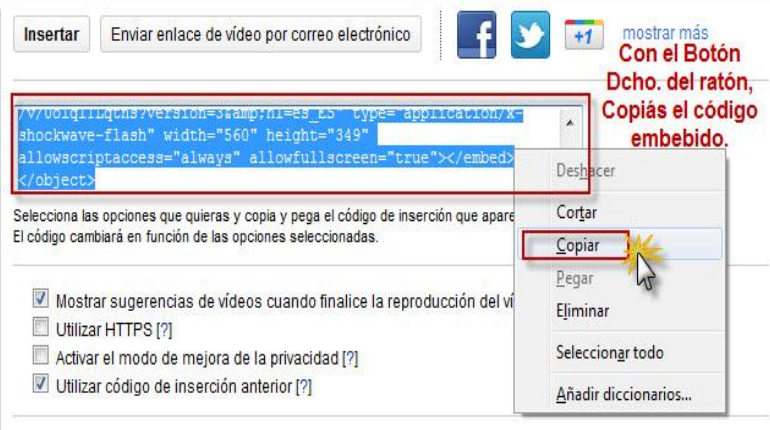 Insertar
Enviar enlace de vídeo por correo electrónico
f
+1
mostrar más
Con el Botón
Dcho. del ratón,
Copiás el código
embebido.
type="application/x-
shockwave-flash" width="560" height="349"
allowscriptaccess="always" allowfullscreen="true"></embed>
</object>
Selecciona las opciones que quieras y copia y pega el código de inserción que apare
El código cambiará en función de las opciones seleccionadas.
Mostrar sugerencias de vídeos cuando finalice la reproducción del ví
Utilizar HTTPS [?]
Activar el modo de mejora de la privacidad [?]
Utilizar código de inserción anterior [?]
Deshacer
Cortar
Copiar
Pegar
Eliminar
Seleccionar todo
Añadir diccionarios...